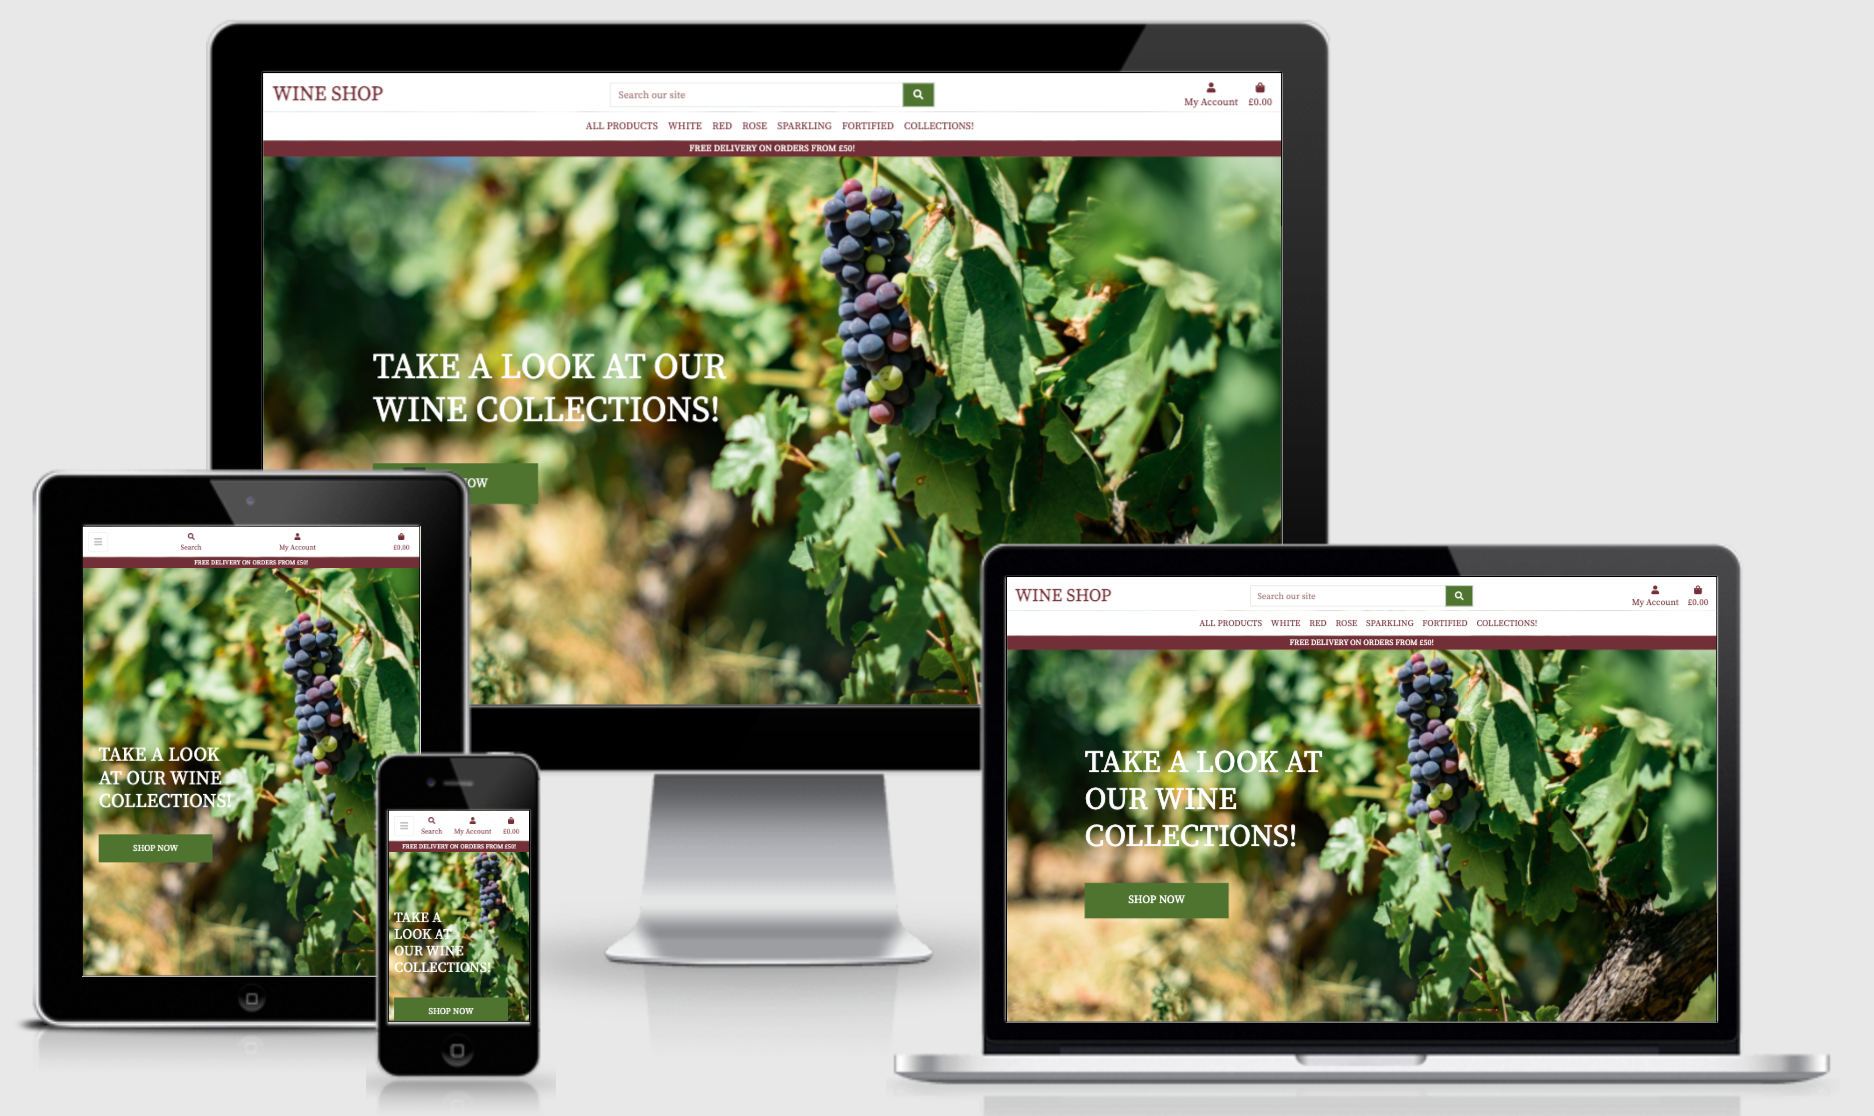 WINE SHOP
Search our site
My Account £0.00
ALL PRODUCTS WHITE RED ROSE SPARKLING FORTIFIED COLLECTIONS!
FREE DELIVERY ON ORDERS FROM £50!
TAKE A LOOK AT OUR
WINE COLLECTIONS!
OW
Search My Account £0.00
FREE DELIVERY ON ORDERS FROM £50!
TAKE A LOOK
AT OUR WINE
COLLECTIONS!
SHOP NOW
Search My Account £0.00
FREE DELIVERY ON ORDERS FROM £50!
TAKE A
LOOK AT
OUR WINE
COLLECTIONS!
SHOP NOW
WINE SHOP
Search our site
My Account £0.00
ALL PRODUCTS WHITE RED ROSE SPARKLING FORTIFIED COLLECTIONS!
FREE DELIVERY ON ORDERS FROM £50!
TAKE A LOOK AT
OUR WINE
COLLECTIONS!
SHOP NOW